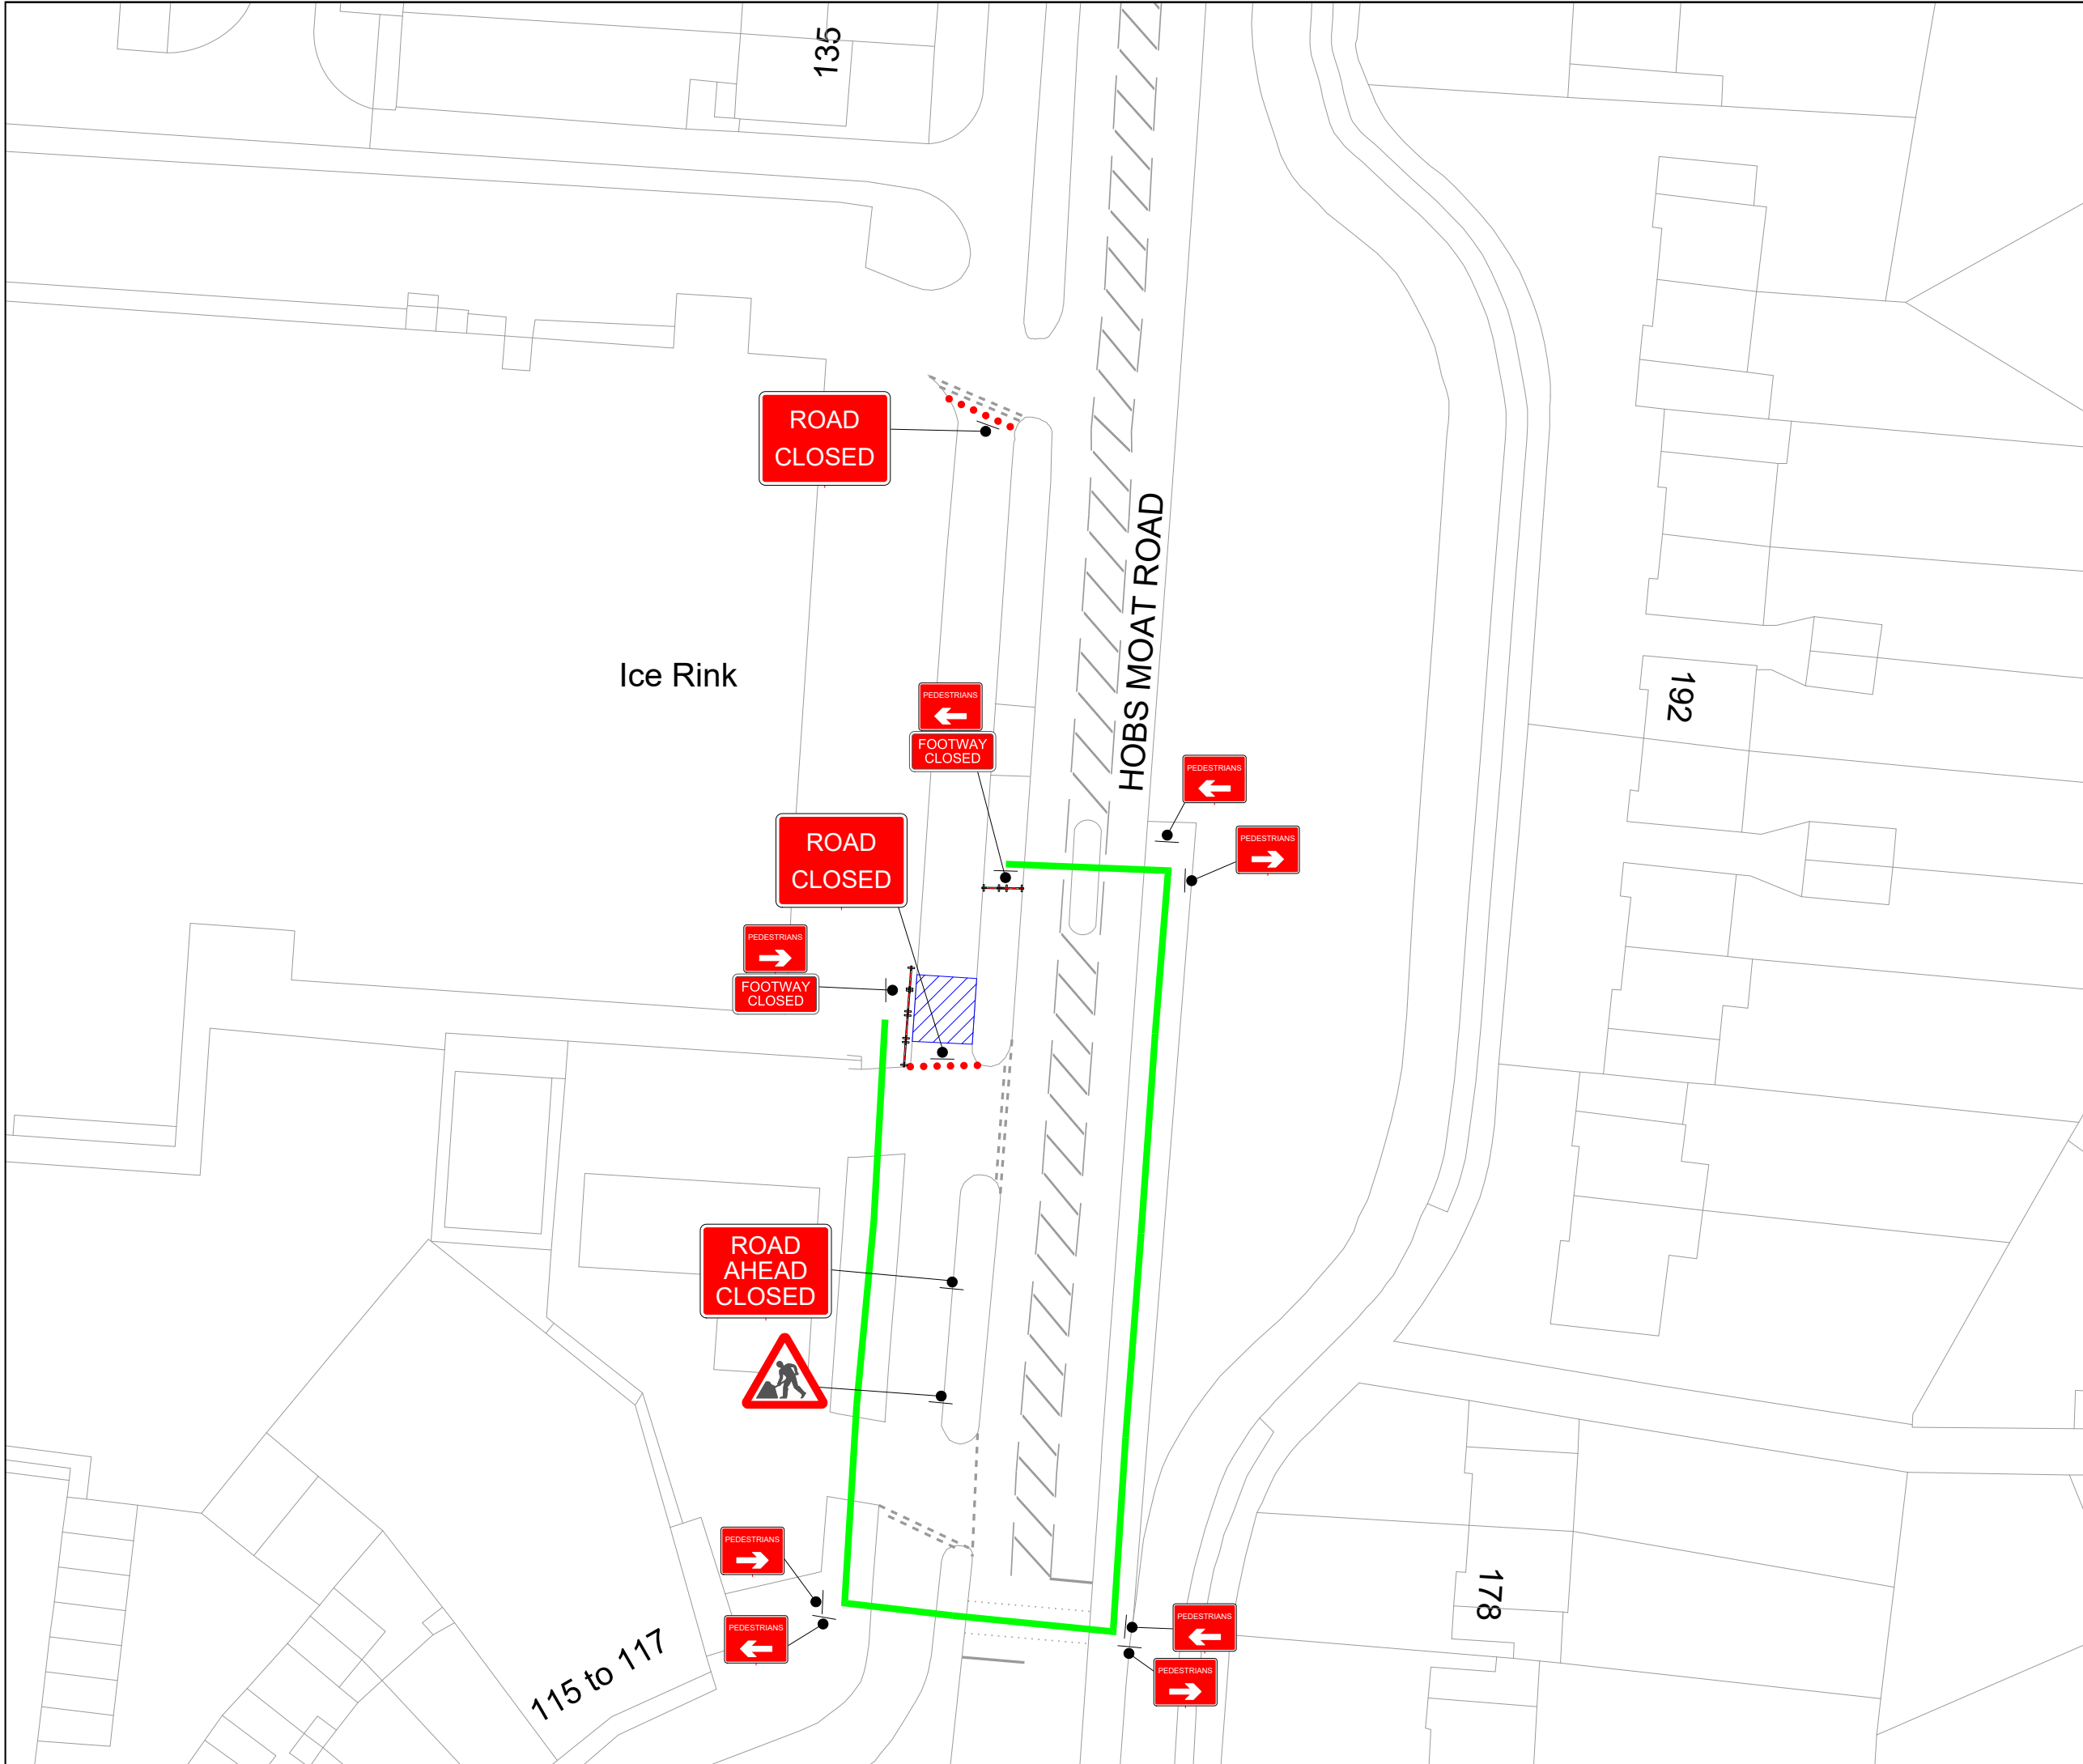 135
ROAD
CLOSED
HOBS MOAT ROAD
Ice Rink
PEDESTRIANS
FOOTWAY
CLOSED
192
PEDESTRIANS
PEDESTRIANS
ROAD
CLOSED
PEDESTRIANS
FOOTWAY
CLOSED
ROAD
AHEAD
CLOSED
PEDESTRIANS
PEDESTRIANS
115 to 117
178
PEDESTRIANS
PEDESTRIANS